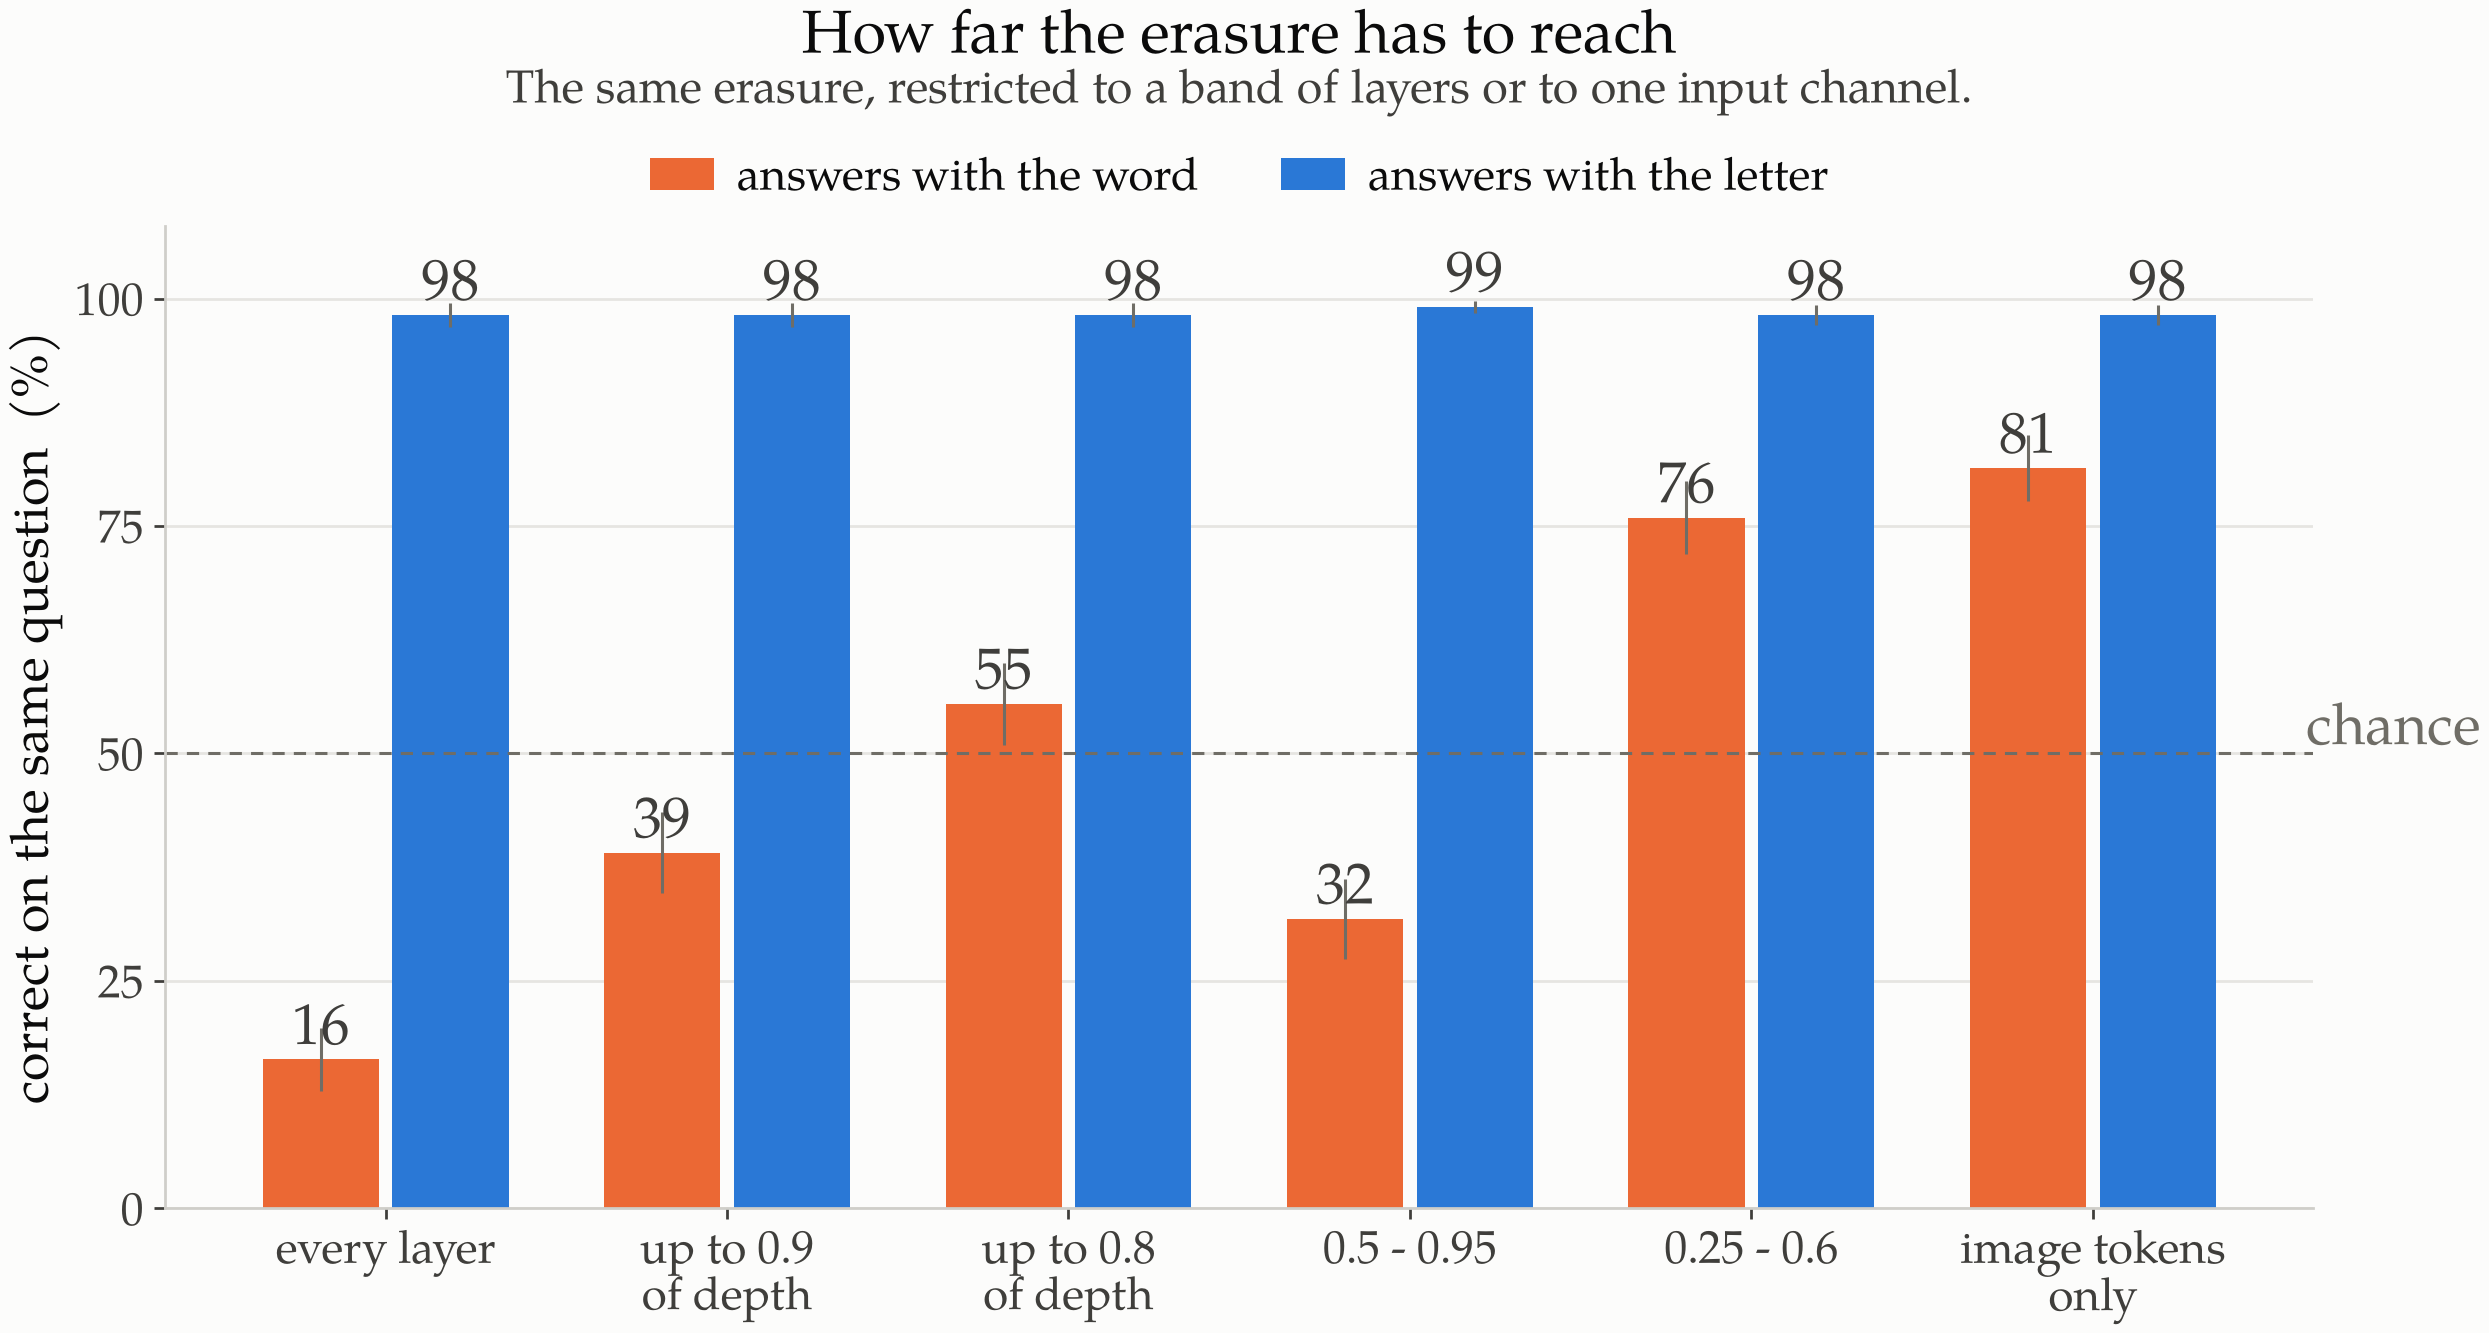 How far the erasure has to reach
The same erasure, restricted to a band of layers or to one input channel.
answers with the word
answers with the letter
correct on the same question (%)
100
75
50
25
0
98
98
98
99
98
98
16
39
55
32
76
81
chance
every layer
up to 0.9
of depth
up to 0.8
of depth
0.5 - 0.95
0.25 - 0.6
image tokens
only